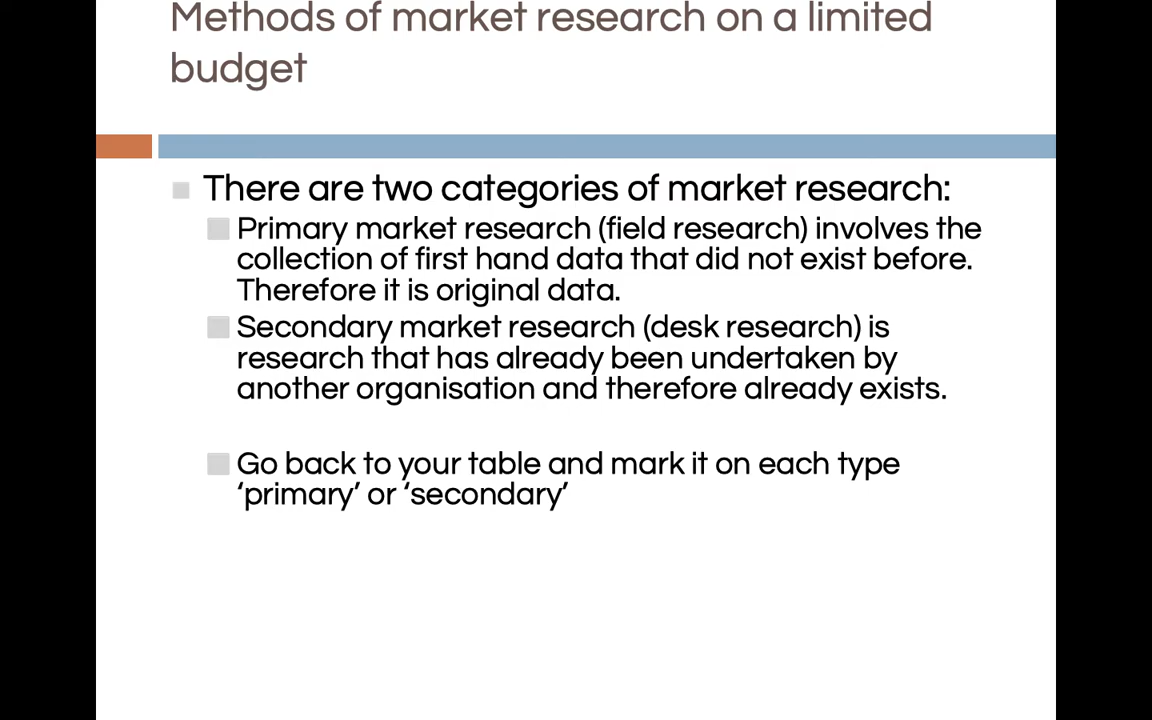 Methods of market research on a limited
budget
There are two categories of market research:
Primary market research (field research) involves the
collection of first hand data that did not exist before.
Therefore it is original data.
Secondary market research (desk research) is
research that has already been undertaken by
another organisation and therefore already exists.
Go back to your table and mark it on each type
‘primary’ or ‘secondary’